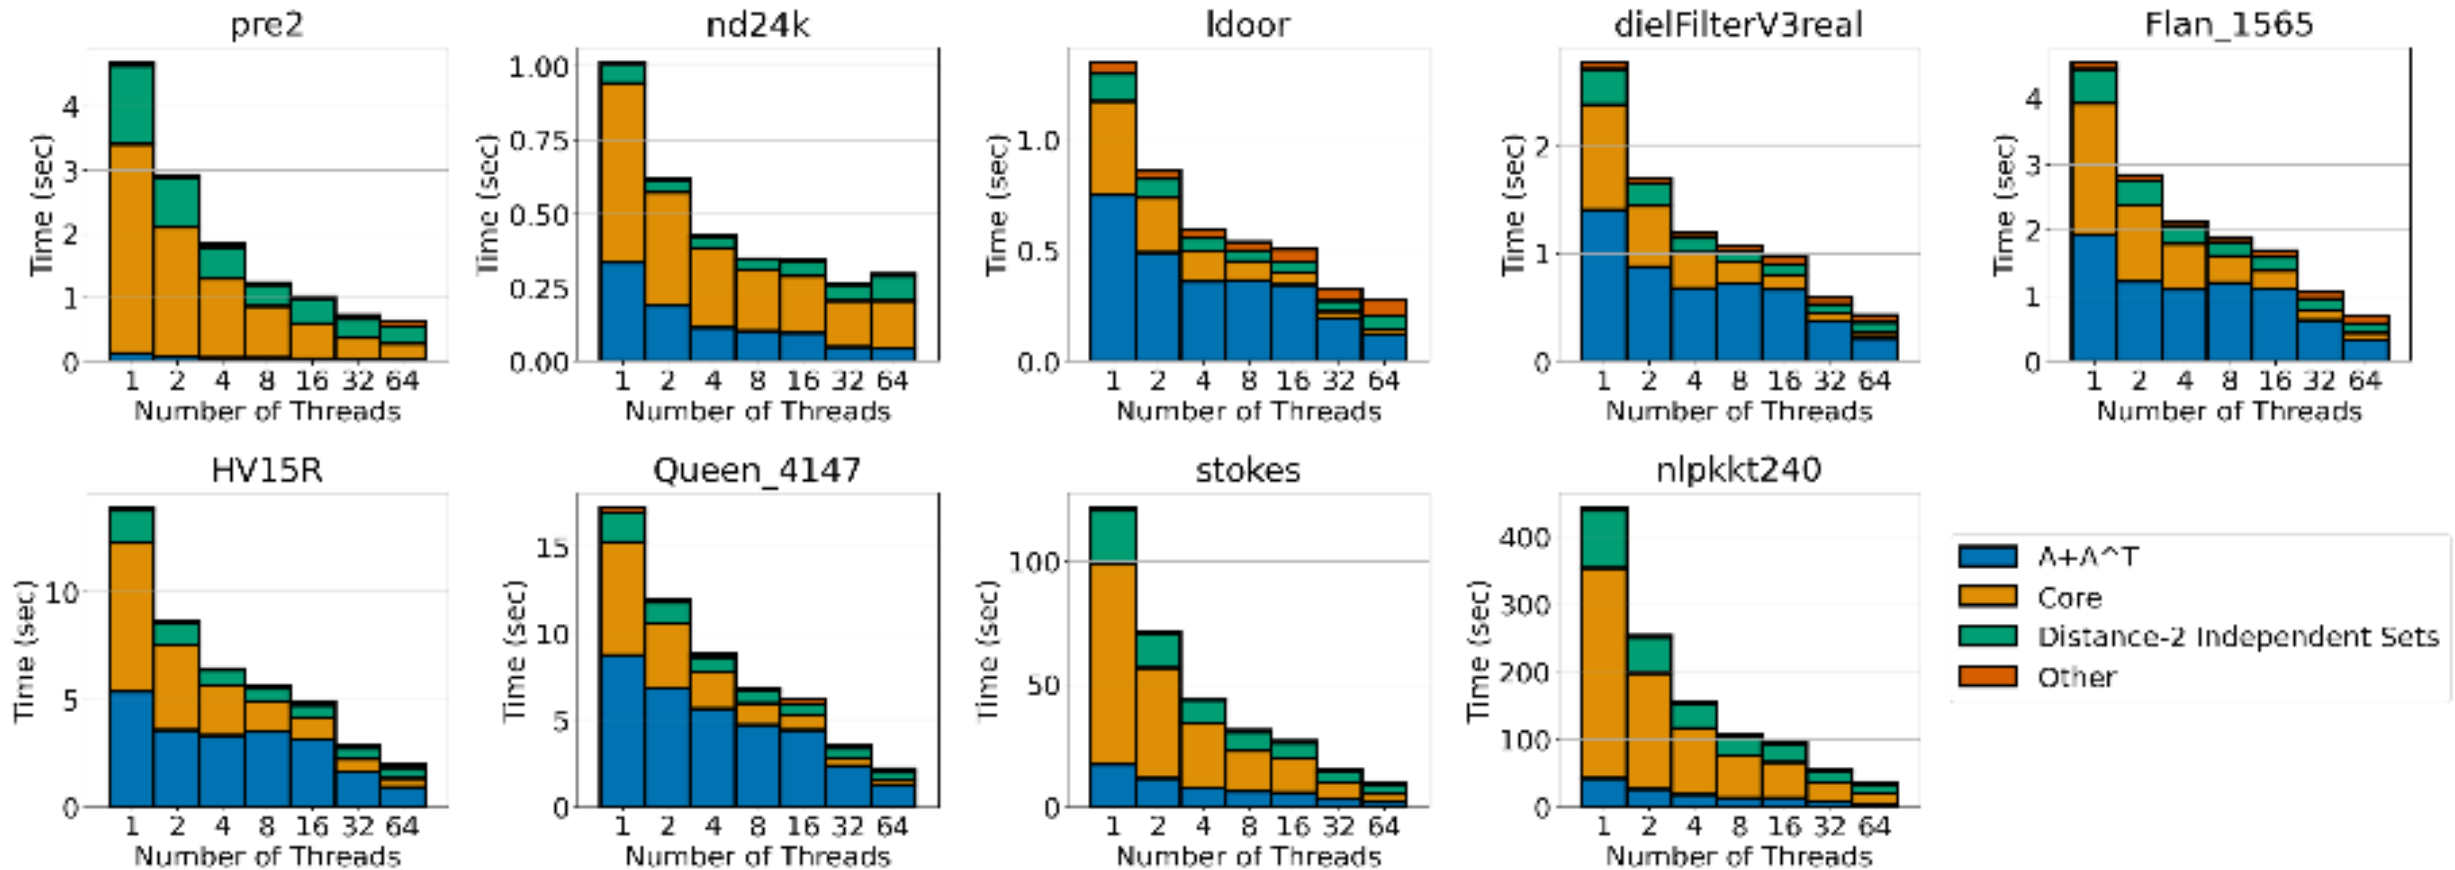 pre2
Time (sec)
4
3
2
1
0
1 2 4 8 16 32 64
Number of Threads
nd24k
Time (sec)
1.00
0.75
0.50
0.25
0.00
1 2 4 8 16 32 64
Number of Threads
ldoor
Time (sec)
1.0
0.5
0.0
1 2 4 8 16 32 64
Number of Threads
dielFilterV3real
Time (sec)
2
1
0
1 2 4 8 16 32 64
Number of Threads
Flan_1565
Time (sec)
4
3
2
1
0
1 2 4 8 16 32 64
Number of Threads
HV15R
Time (sec)
10
5
0
1 2 4 8 16 32 64
Number of Threads
Queen_4147
Time (sec)
15
10
5
0
1 2 4 8 16 32 64
Number of Threads
stokes
Time (sec)
100
50
0
1 2 4 8 16 32 64
Number of Threads
nlpkkt240
Time (sec)
400
300
200
100
0
1 2 4 8 16 32 64
Number of Threads
A+A^T
Core
Distance-2 Independent Sets
Other